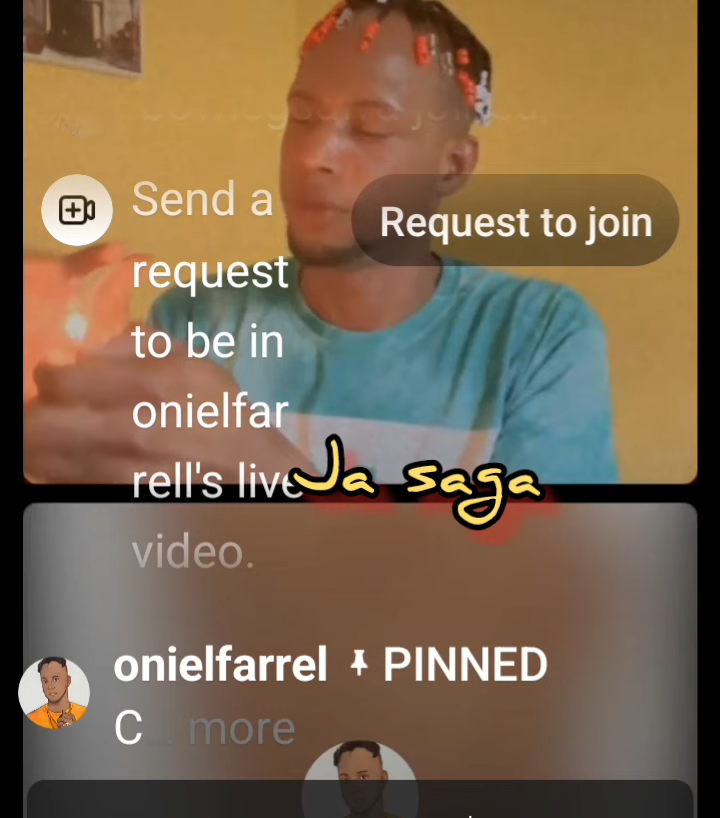 Send a
request
to be in
onielfar
rell's live
video.
Request to join
Ja saga
onielfarrel PINNED
C... more